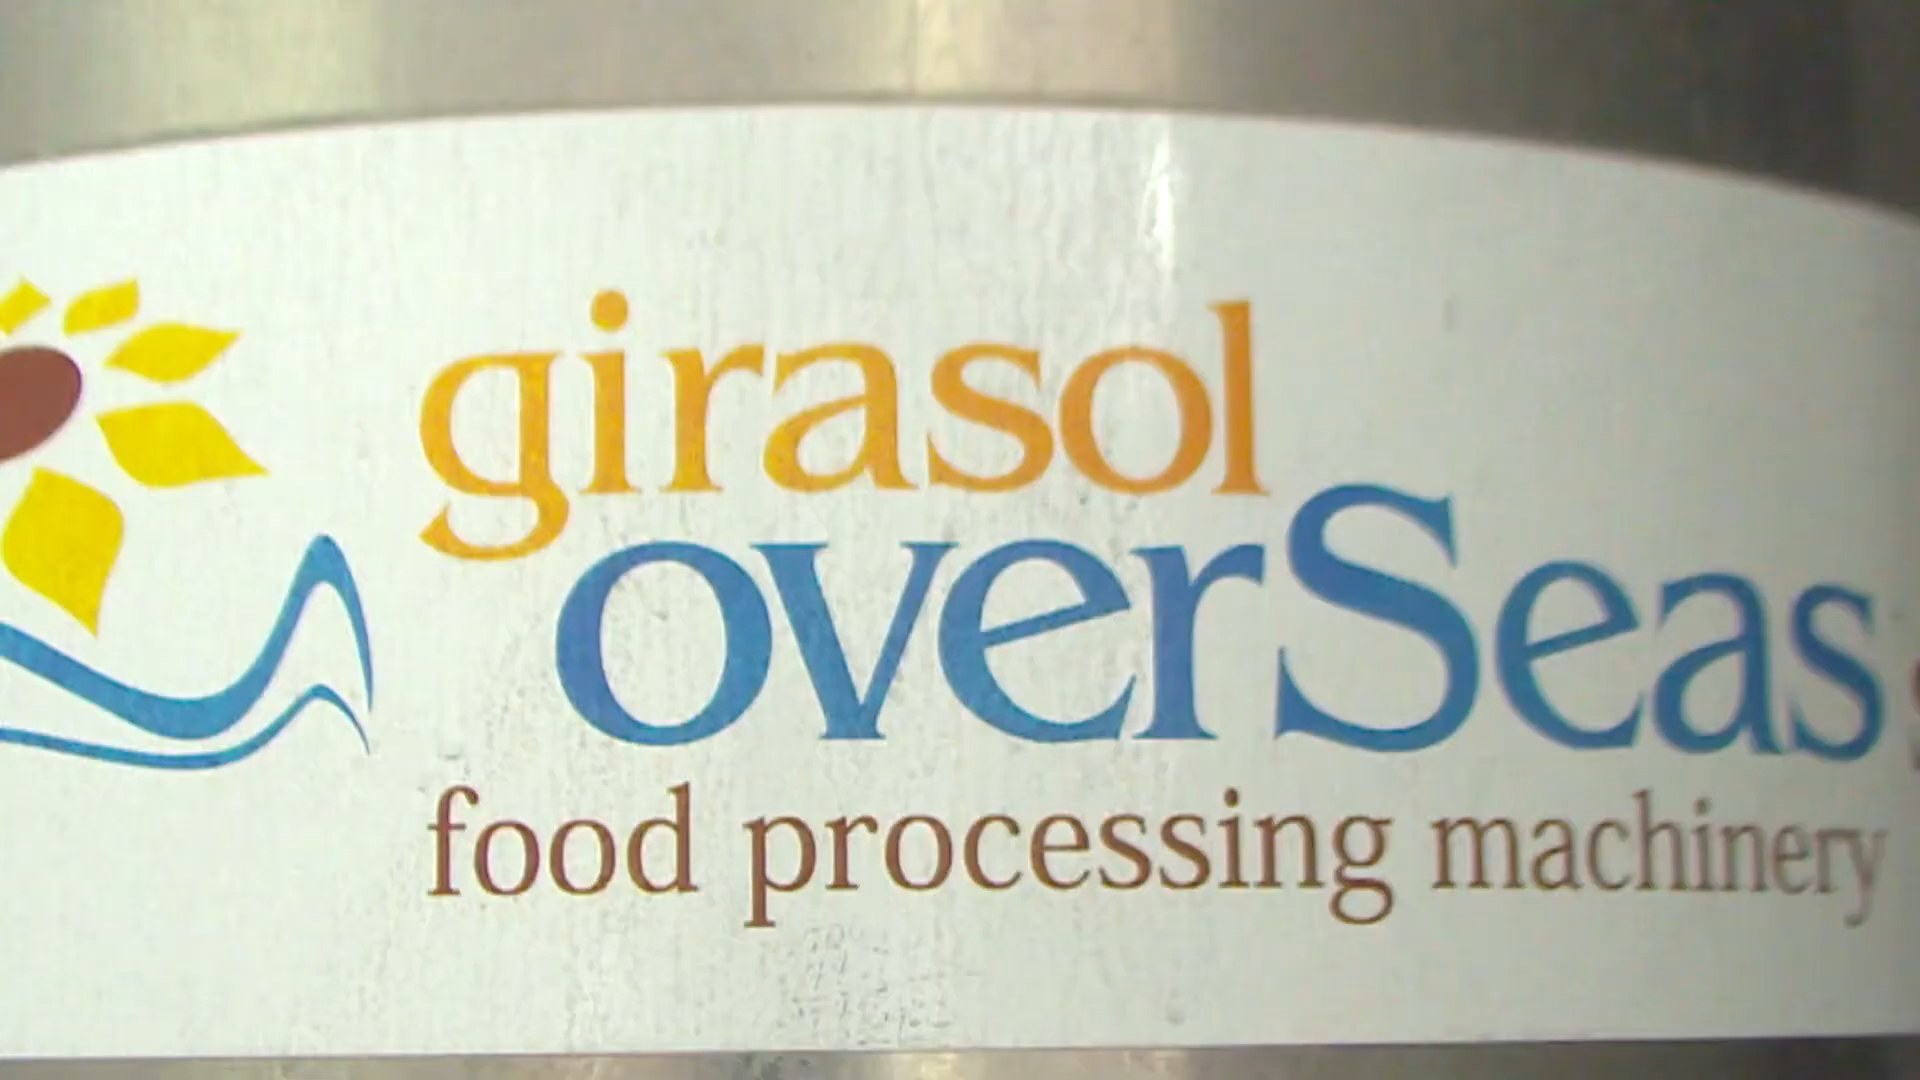 girasol
overSeas
food processing machinery